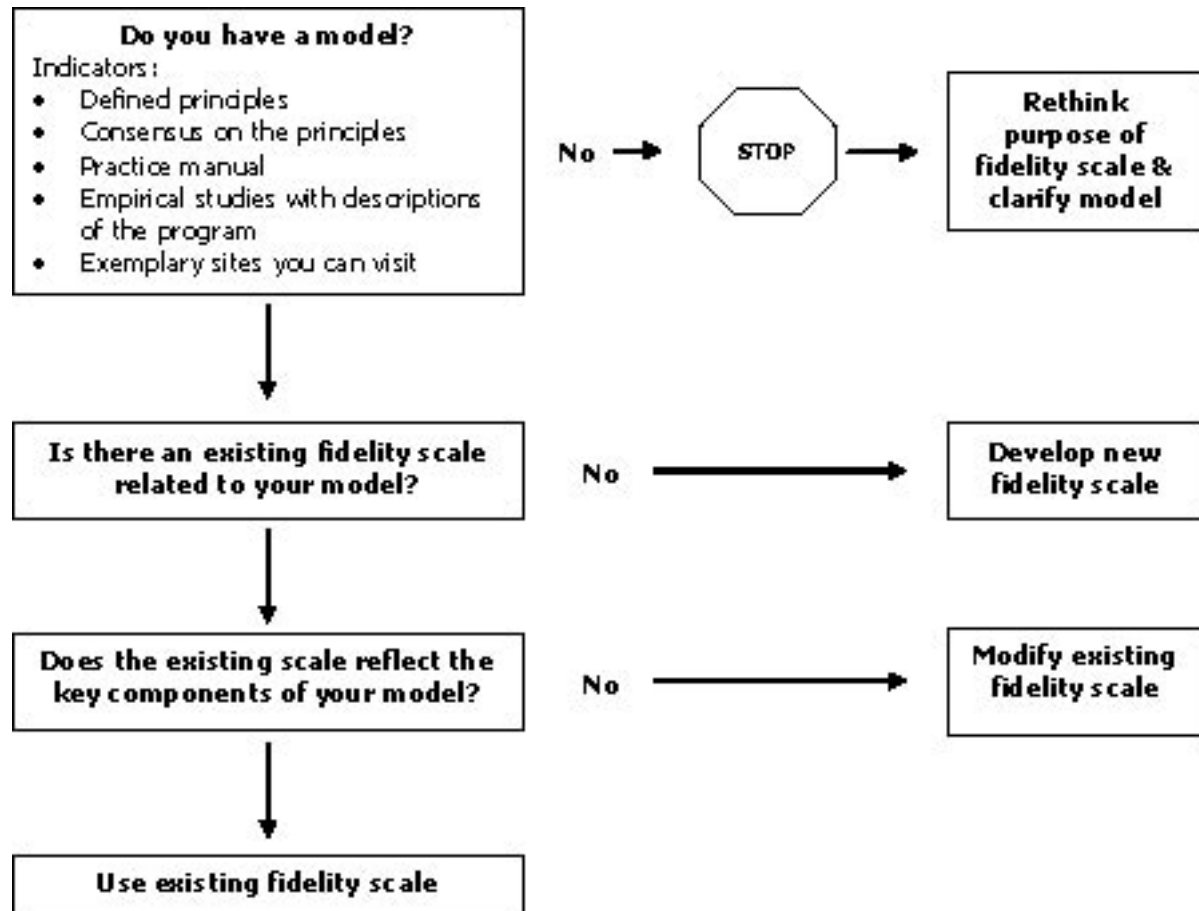 Do you have a model?
Indicators:
• Defined principles
• Consensus on the principles
• Practice manual
• Empirical studies with descriptions
of the program
• Exemplary sites you can visit
No
STOP
Rethink
purpose of
fidelity scale &
clarify model
Is there an existing fidelity scale
related to your model?
No
Develop new
fidelity scale
Does the existing scale reflect the
key components of your model?
No
Modify existing
fidelity scale
Use existing fidelity scale